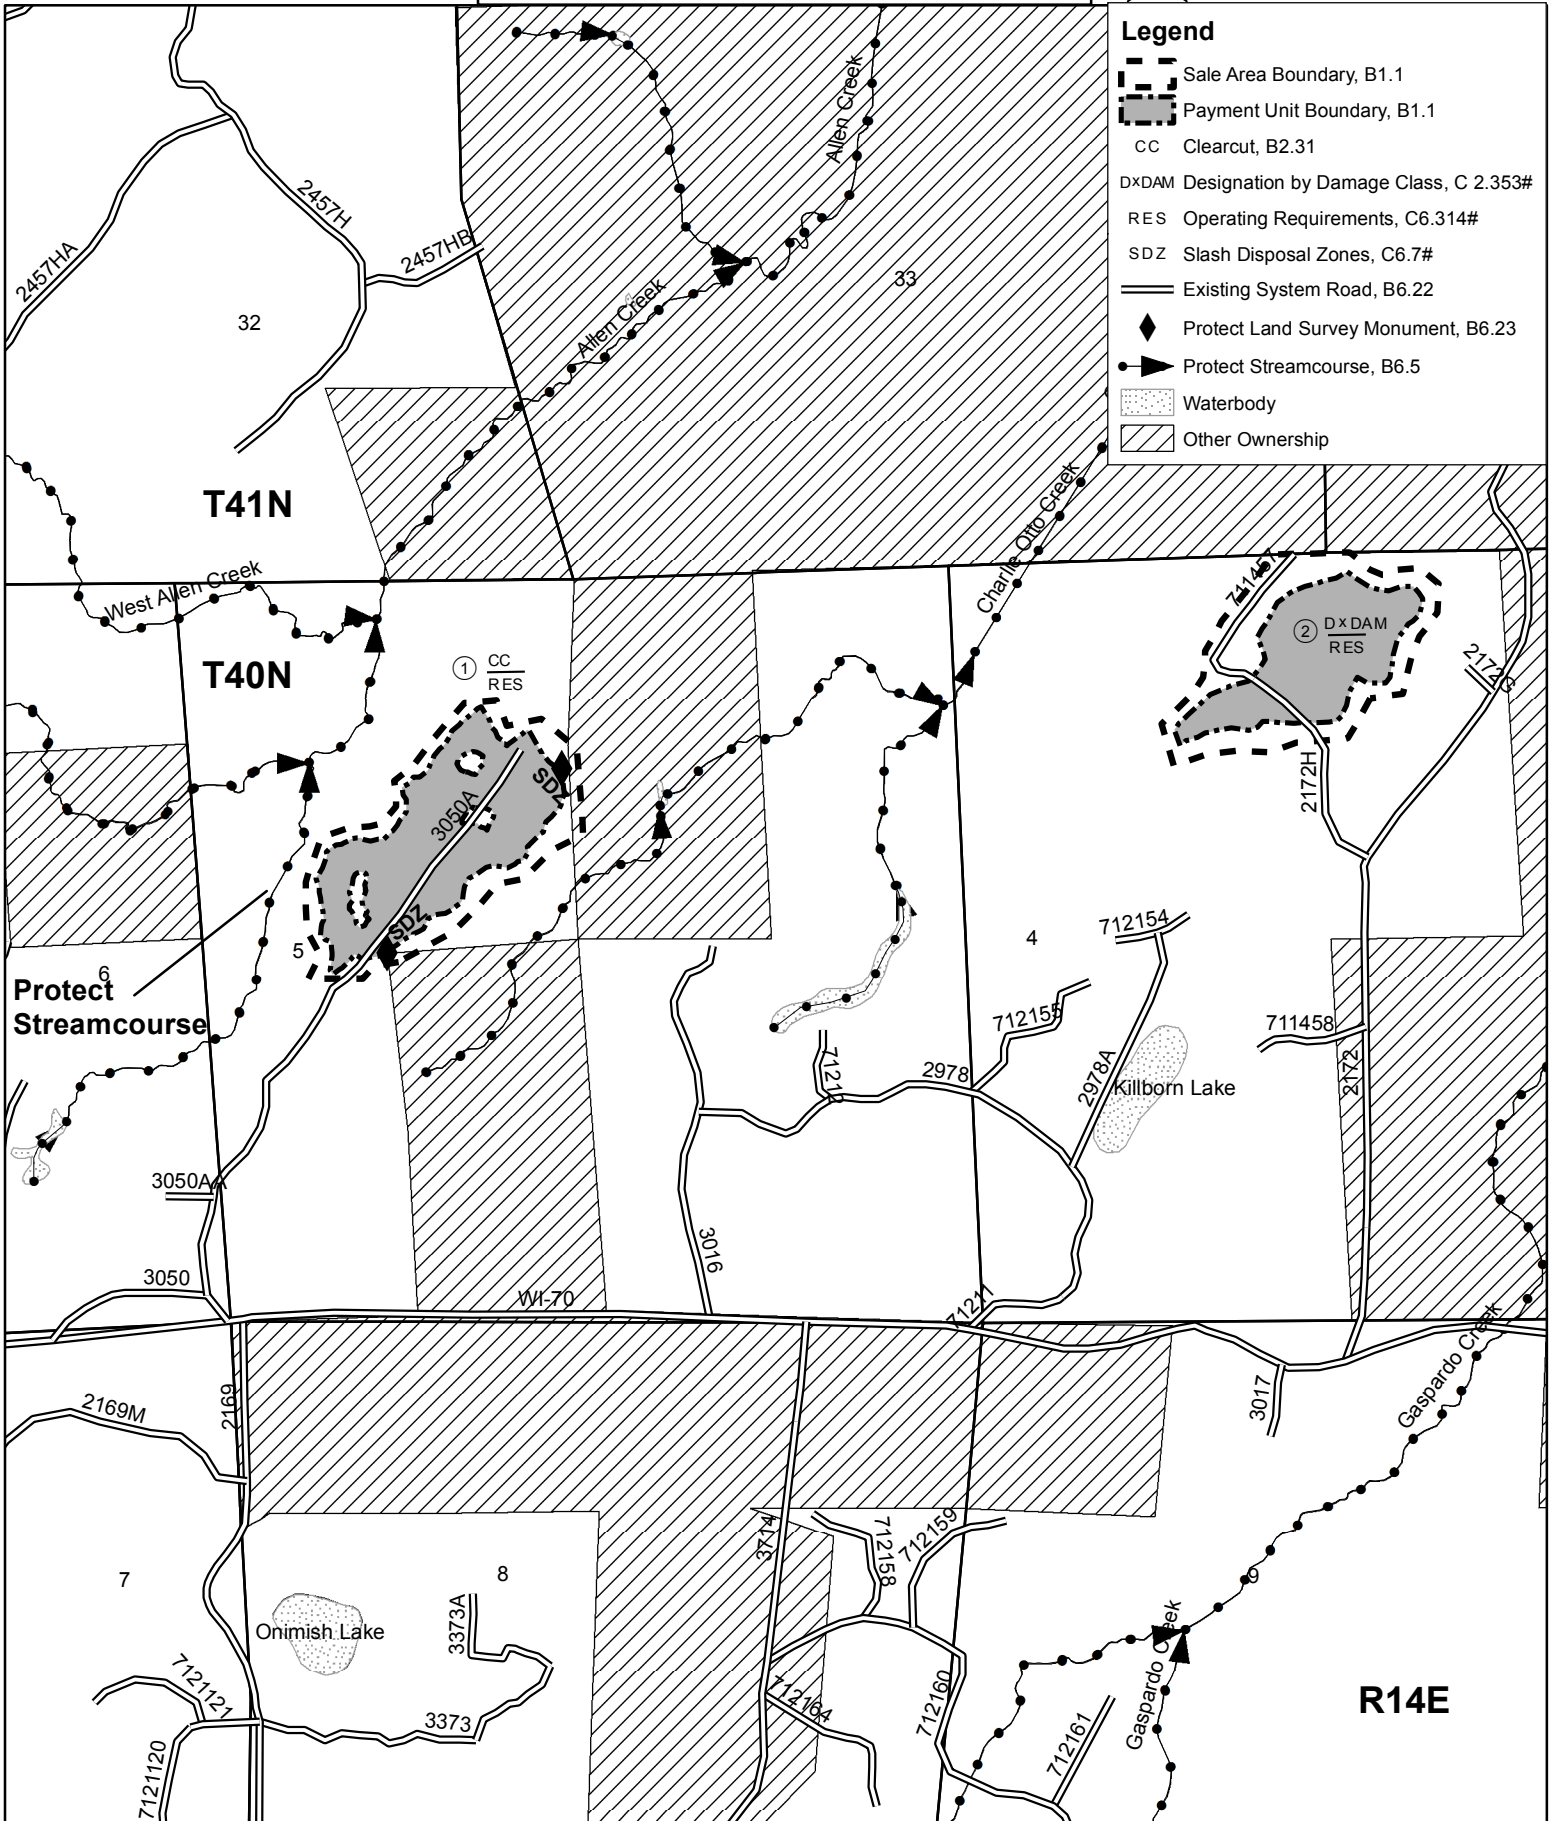 Legend
Sale Area Boundary, B1.1
Payment Unit Boundary, B1.1
CC Clearcut, B2.31
DxDAM Designation by Damage Class, C 2.353#
RES Operating Requirements, C6.314#
SDZ Slash Disposal Zones, C6.7#
Existing System Road, B6.22
Protect Land Survey Monument, B6.23
Protect Streamcourse, B6.5
Waterbody
Other Ownership
Allen Creek
2457H
2457HB
2457HA
33
32
Allen Creek
T41N
Charlie Otto Creek
West Allen Creek
711457
2 DxDAM
RES
T40N
1 CC
RES
2172G
SDZ
2172H
3050A
SDZ
712154
4
5
6
Protect
Streamcourse
712155
711458
2978
2978A
2172
Killborn Lake
3050AA
3016
3050
WI-70
71211
Gaspardo Creek
2169
2169M
3017
3714
712158
712159
7
8
9
Onimish Lake
3373A
Gaspardo Creek
7121121
712164
712160
R14E
3373
712161
7121120